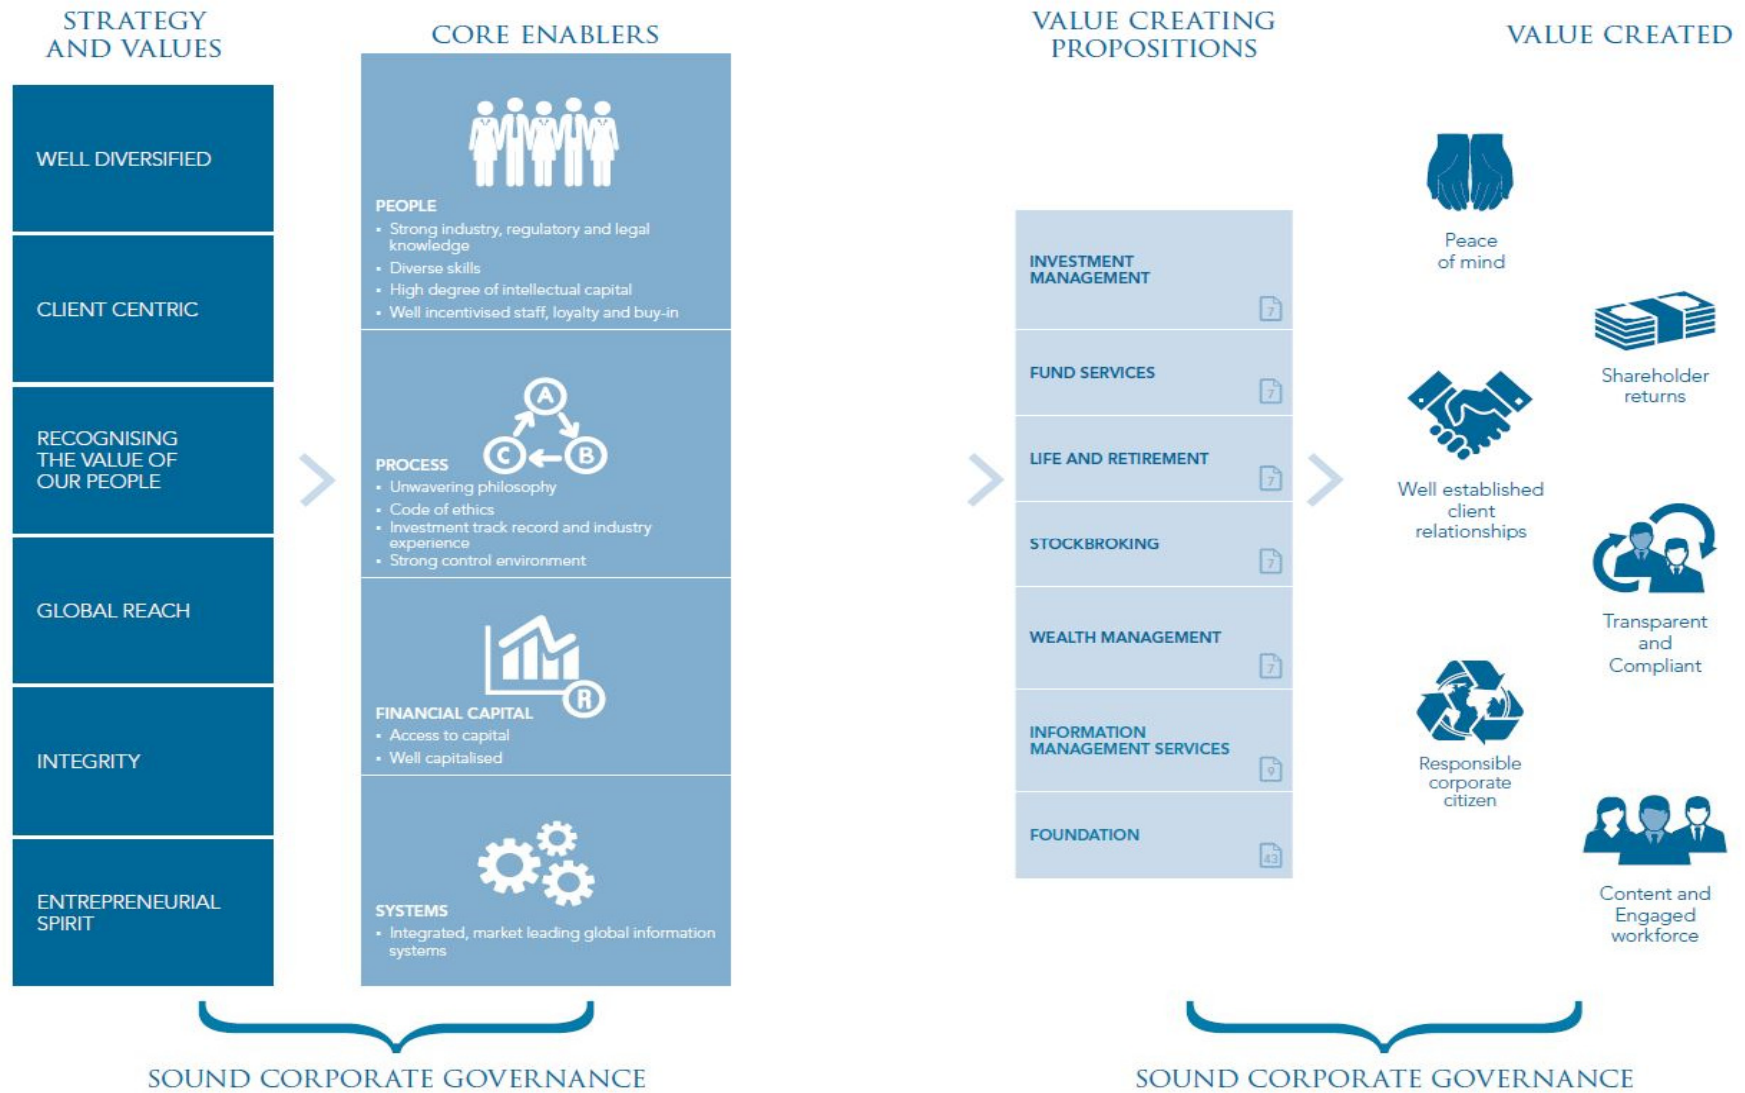 STRATEGY
AND VALUES
WELL DIVERSIFIED
CLIENT CENTRIC
RECOGNISING
THE VALUE OF
OUR PEOPLE
GLOBAL REACH
INTEGRITY
ENTREPRENEURIAL
SPIRIT
CORE ENABLERS
PEOPLE
▪ Strong industry, regulatory and legal
knowledge
▪ Diverse skills
▪ High degree of intellectual capital
▪ Well incentivised staff, loyalty and buy-in
A
C
B
PROCESS
▪ Unwavering philosophy
▪ Code of ethics
▪ Investment track record and industry
experience
▪ Strong control environment
R
FINANCIAL CAPITAL
▪ Access to capital
▪ Well capitalised
SYSTEMS
▪ Integrated, market leading global information
systems
SOUND CORPORATE GOVERNANCE
VALUE CREATING
PROPOSITIONS
INVESTMENT
MANAGEMENT
7
FUND SERVICES
7
LIFE AND RETIREMENT
7
STOCKBROKING
7
WEALTH MANAGEMENT
7
INFORMATION
MANAGEMENT SERVICES
9
FOUNDATION
43
VALUE CREATED
Peace
of mind
Shareholder
returns
Well established
client
relationships
Transparent
and
Compliant
Responsible
corporate
citizen
Content and
Engaged
workforce
SOUND CORPORATE GOVERNANCE